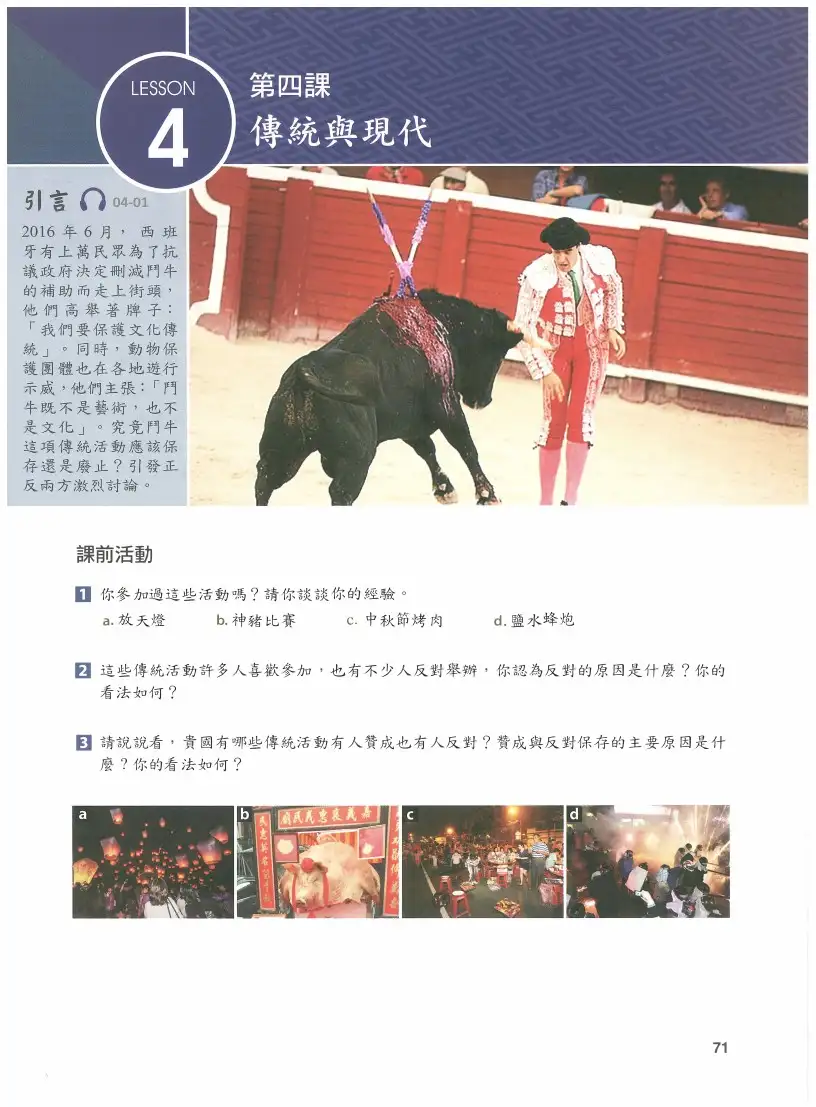 LESSON
4
第四課
傳統與現代
引言 04-01
2016 年 6 月， 西 班
牙有上萬民眾為了抗
議政府決定刪減鬥牛
的補助而走上街頭，
他們高舉著牌子：
「我們要保護文化傳
統」。同時，動物保
護團體也在各地遊行
示威，他們主張：「鬥
牛既不是藝術，也不
是文化」。究竟鬥牛
這項傳統活動應該保
存還是廢止？引發正
反兩方激烈討論。
課前活動
1 你參加過這些活動嗎？請你談談你的經驗。
a. 放天燈 b. 神豬比賽 c. 中秋節烤肉 d. 鹽水蜂炮
2 這些傳統活動許多人喜歡參加，也有不少人反對舉辦，你認為反對的原因是什麼？你的
看法如何？
3 請說說看，貴國有哪些傳統活動有人贊成也有人反對？贊成與反對保存的主要原因是什
麼？你的看法如何？
a b c d
71